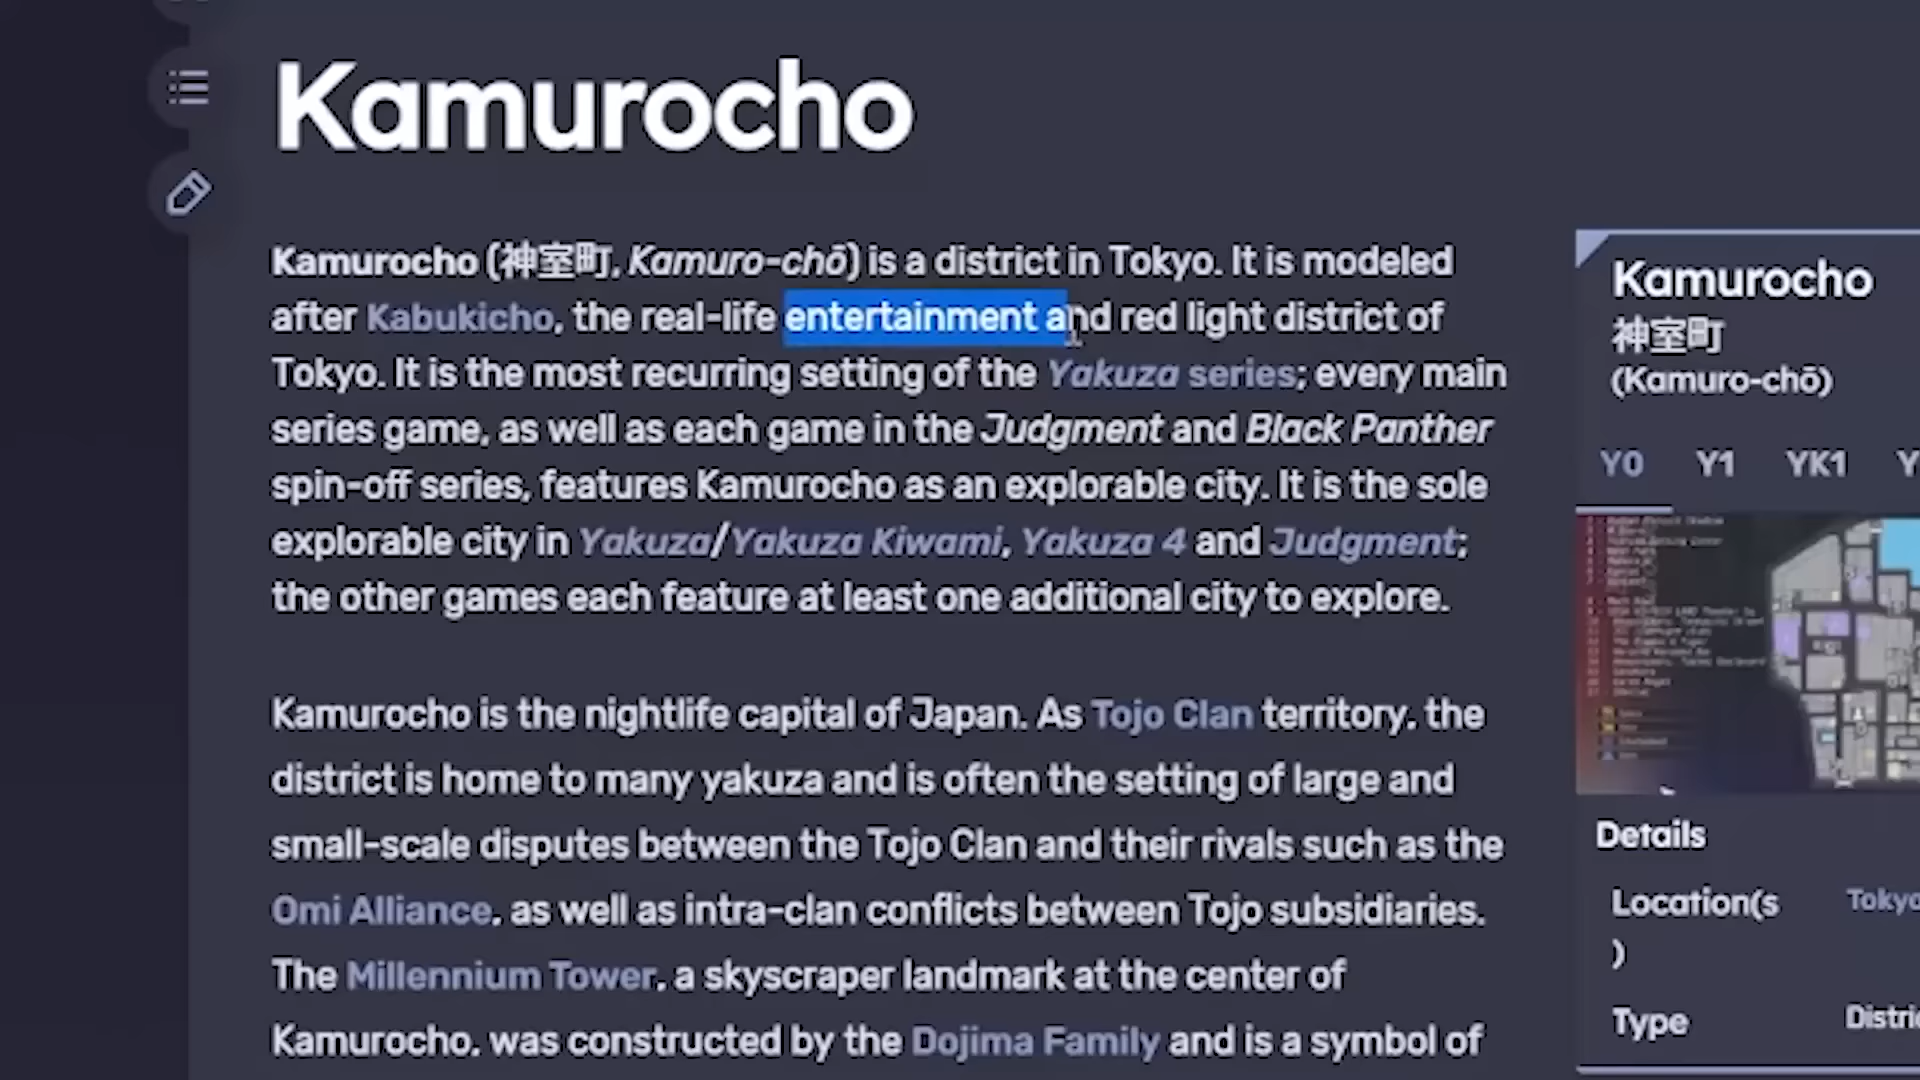 Kamurocho
Kamurocho (神室町, Kamuro-chō) is a district in Tokyo. It is modeled
after Kabukicho, the real-life entertainment and red light district of
Tokyo. It is the most recurring setting of the Yakuza series; every main
series game, as well as each game in the Judgment and Black Panther
spin-off series, features Kamurocho as an explorable city. It is the sole
explorable city in Yakuza/Yakuza Kiwami, Yakuza 4 and Judgment;
the other games each feature at least one additional city to explore.
Kamurocho is the nightlife capital of Japan. As Tojo Clan territory, the
district is home to many yakuza and is often the setting of large and
small-scale disputes between the Tojo Clan and their rivals such as the
Omi Alliance, as well as intra-clan conflicts between Tojo subsidiaries.
The Millennium Tower, a skyscraper landmark at the center of
Kamurocho, was constructed by the Dojima Family and is a symbol of
Kamurocho
神室町
(Kamuro-chō)
Y0 Y1 YK1 Y
Details
Location(s
)
Tokyo
Type
Distric